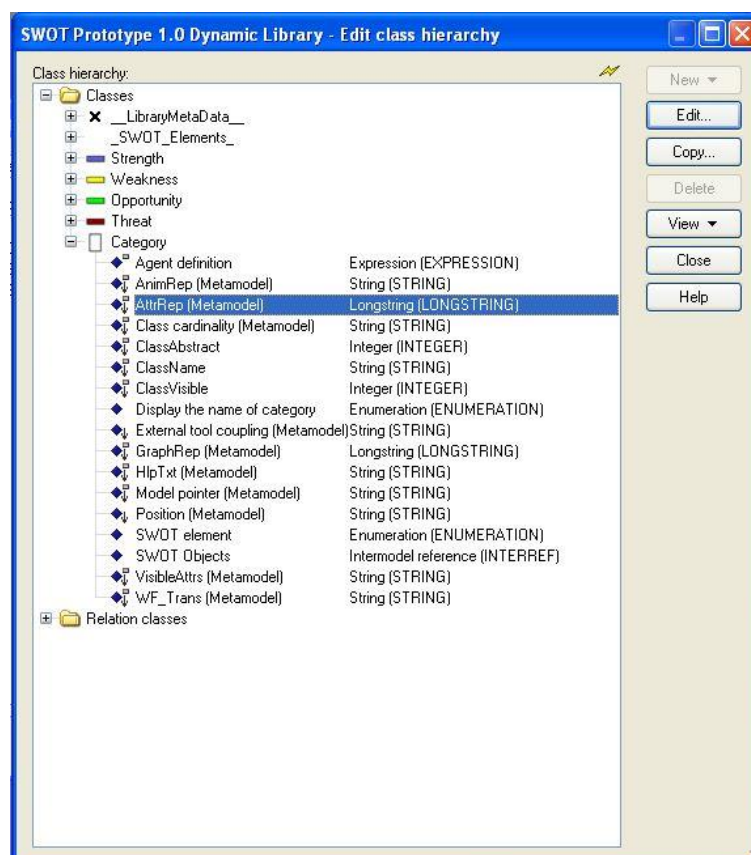 SWOT Prototype 1.0 Dynamic Library - Edit class hierarchy
Class hierarchy:
New
Classes
__LibraryMetaData__
Edit...
_SWOT_Elements_
Strength
Copy...
Weakness
Opportunity
Delete
Threat
View
Category
Agent definition Expression (EXPRESSION)
Close
AnimRep (Metamodel) String (STRING)
AttrRep (Metamodel) Longstring (LONGSTRING)
Help
Class cardinality (Metamodel) String (STRING)
ClassAbstract Integer (INTEGER)
ClassName String (STRING)
ClassVisible Integer (INTEGER)
Display the name of category Enumeration (ENUMERATION)
External tool coupling (Metamodel) String (STRING)
GraphRep (Metamodel) Longstring (LONGSTRING)
HlpTxt (Metamodel) String (STRING)
Model pointer (Metamodel) String (STRING)
Position (Metamodel) String (STRING)
SWOT element Enumeration (ENUMERATION)
SWOT Objects Intermodel reference (INTERREF)
VisibleAttrs (Metamodel) String (STRING)
WF_Trans (Metamodel) String (STRING)
Relation classes